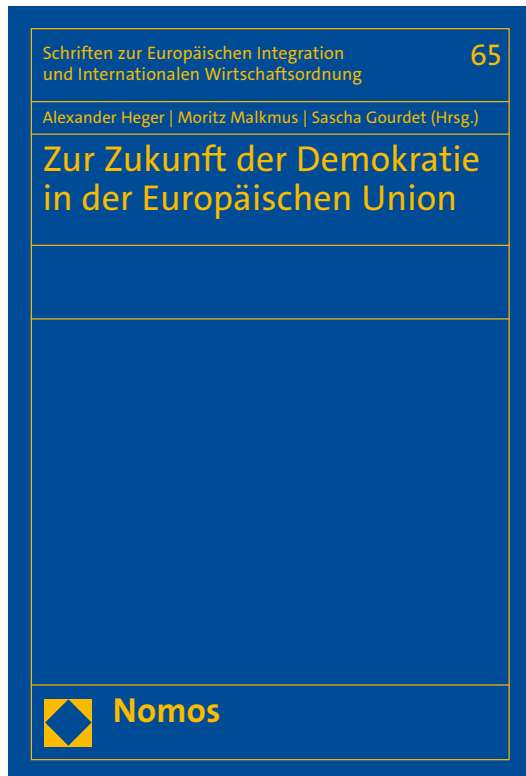 Schriften zur Europäischen Integration
und Internationalen Wirtschaftsordnung
65
Alexander Heger | Moritz Malkmus | Sascha Gourdet (Hrsg.)
Zur Zukunft der Demokratie
in der Europäischen Union
Nomos